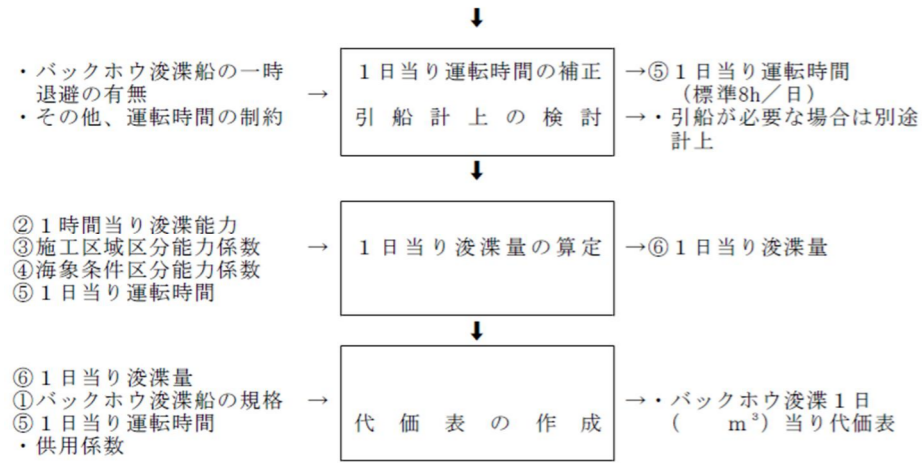 ↓
・バックホウ浚渫船の一時
退避の有無
・その他、運転時間の制約
→
１日当り運転時間の補正
引船計上の検討
→⑤１日当り運転時間
（標準8h／日）
→・引船が必要な場合は別途
計上
↓
②１時間当り浚渫能力
③施工区域区分能力係数
④海象条件区分能力係数
⑤１日当り運転時間
→
１日当り浚渫量の算定
→⑥１日当り浚渫量
↓
⑥１日当り浚渫量
①バックホウ浚渫船の規格
⑤１日当り運転時間
・供用係数
→
代価表の作成
→・バックホウ浚渫１日
（　　ｍ³）当り代価表